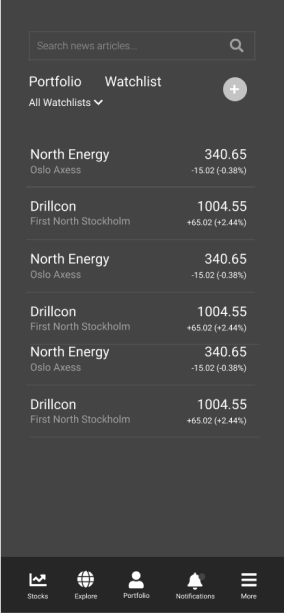 Search news articles...
Portfolio Watchlist
All Watchlists
North Energy 340.65
Oslo Axess -15.02 (-0.38%)
Drillcon 1004.55
First North Stockholm +65.02 (+2.44%)
North Energy 340.65
Oslo Axess -15.02 (-0.38%)
Drillcon 1004.55
First North Stockholm +65.02 (+2.44%)
North Energy 340.65
Oslo Axess -15.02 (-0.38%)
Drillcon 1004.55
First North Stockholm +65.02 (+2.44%)
Stocks Explore Portfolio Notifications More